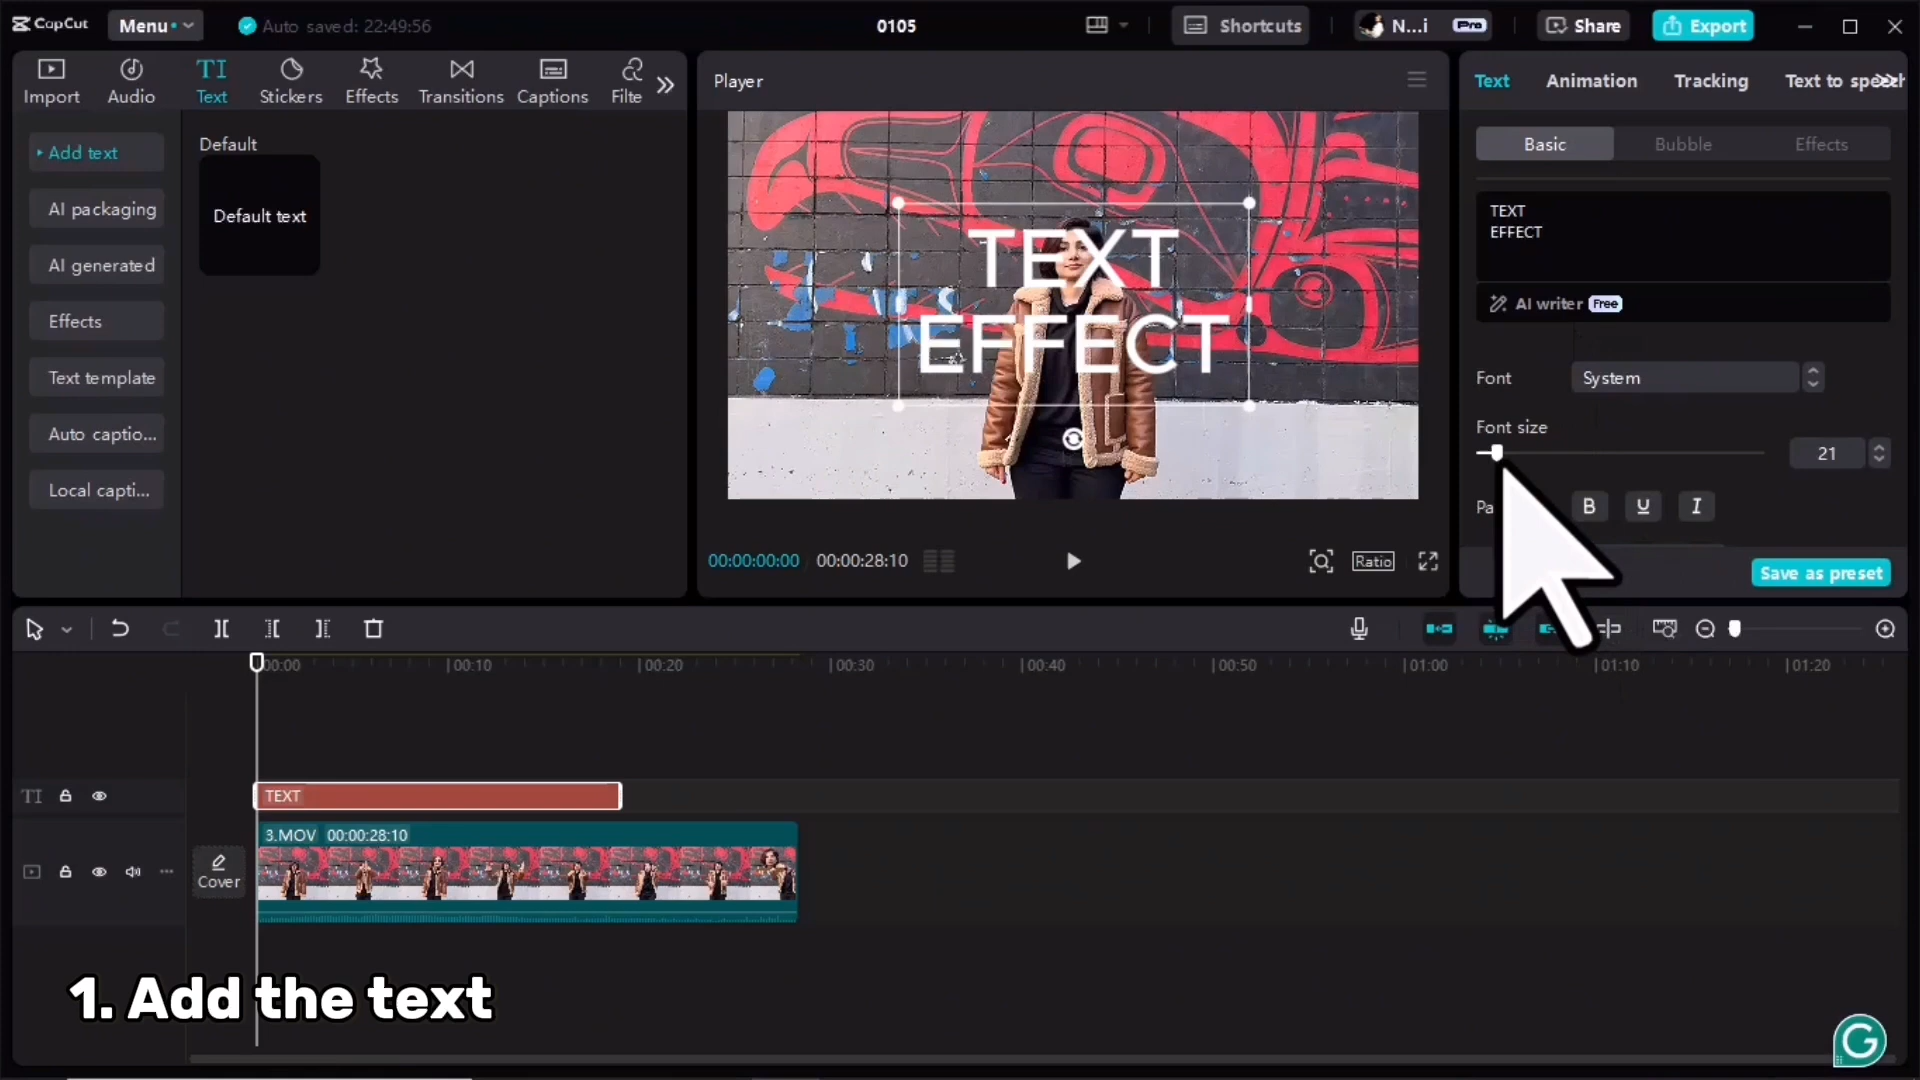 CapCut
Menu
Auto saved: 22:49:56
0105
Shortcuts
N...i
Pro
Share
Export
Import
Audio
TI
Text
Stickers
Effects
Transitions
Captions
Filte
Add text
AI packaging
AI generated
Effects
Text template
Auto captio...
Local capti...
Default
Default text
Player
TEXT
EFFECT
00:00:00:00
00:00:28:10
Ratio
Text
Animation
Tracking
Text to speech
Basic
Bubble
Effects
TEXT
EFFECT
AI writer
Free
Font
System
Font size
21
Pa
B
U
I
Save as preset
00:00
00:10
00:20
00:30
00:40
00:50
01:00
01:10
01:20
TI
TEXT
3.MOV 00:00:28:10
Cover
1. Add the text
G